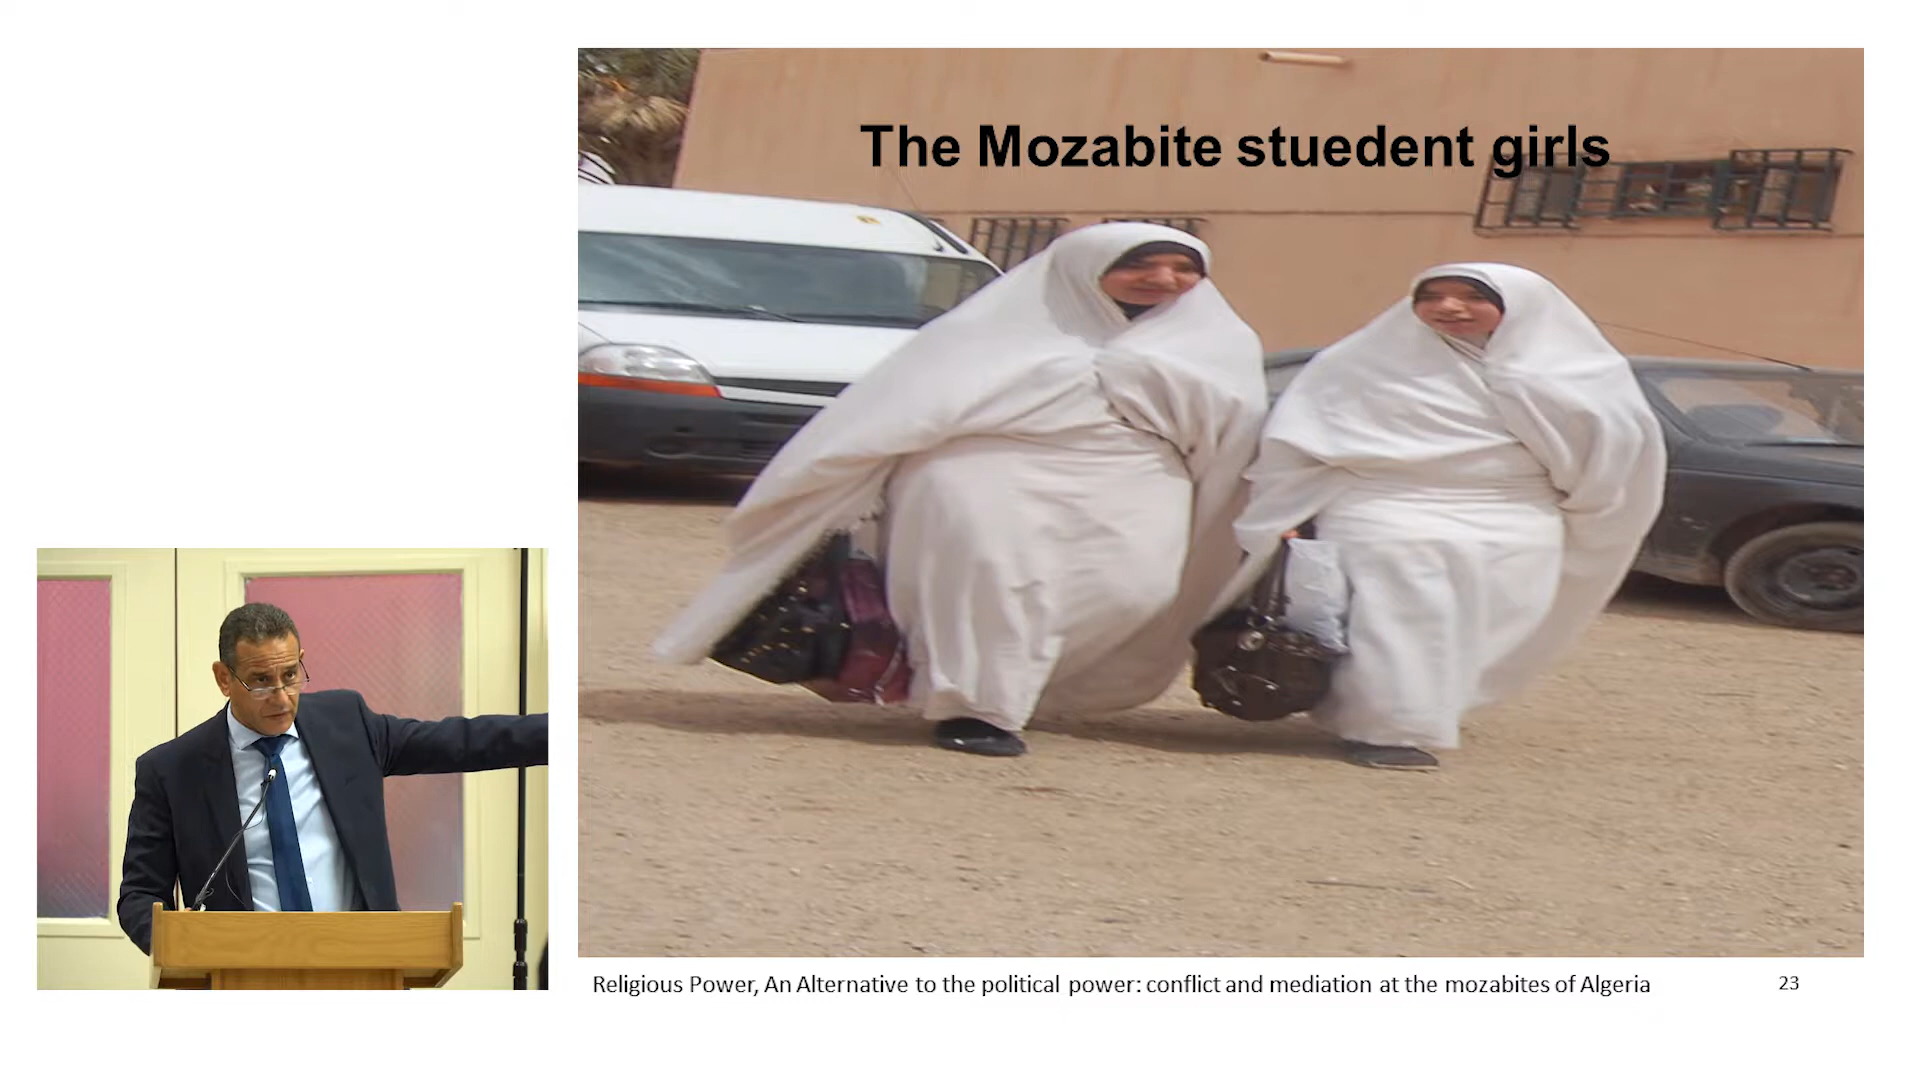 The Mozabite stuedent girls
Religious Power, An Alternative to the political power: conflict and mediation at the mozabites of Algeria
23